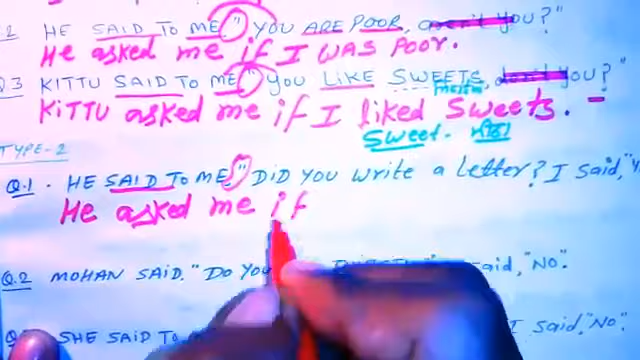 .2 HE SAID TO ME," YOU ARE POOR, aren't you?"
He asked me if I was poor.
Q3 KITTU SAID TO ME," YOU LIKE SWEETS, don't you?"
KITTU asked me if I liked Sweets.
Sweet.
TYPE-2
Q.1. HE SAID TO ME." DID YOU write a Letter? I said,"
He asked me if
Q.2 MOHAN SAID." Do you said,"No".
Q SHE SAID TO I said,"No".